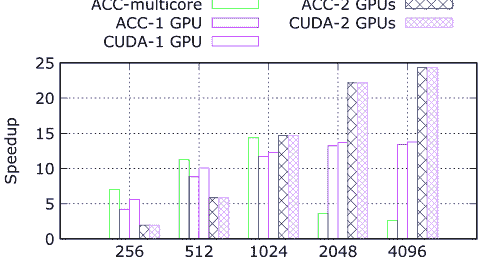 ACC-multicore ACC-2 GPUs
ACC-1 GPU CUDA-2 GPUs
CUDA-1 GPU
25
20
15
10
5
0
Speedup
256 512 1024 2048 4096